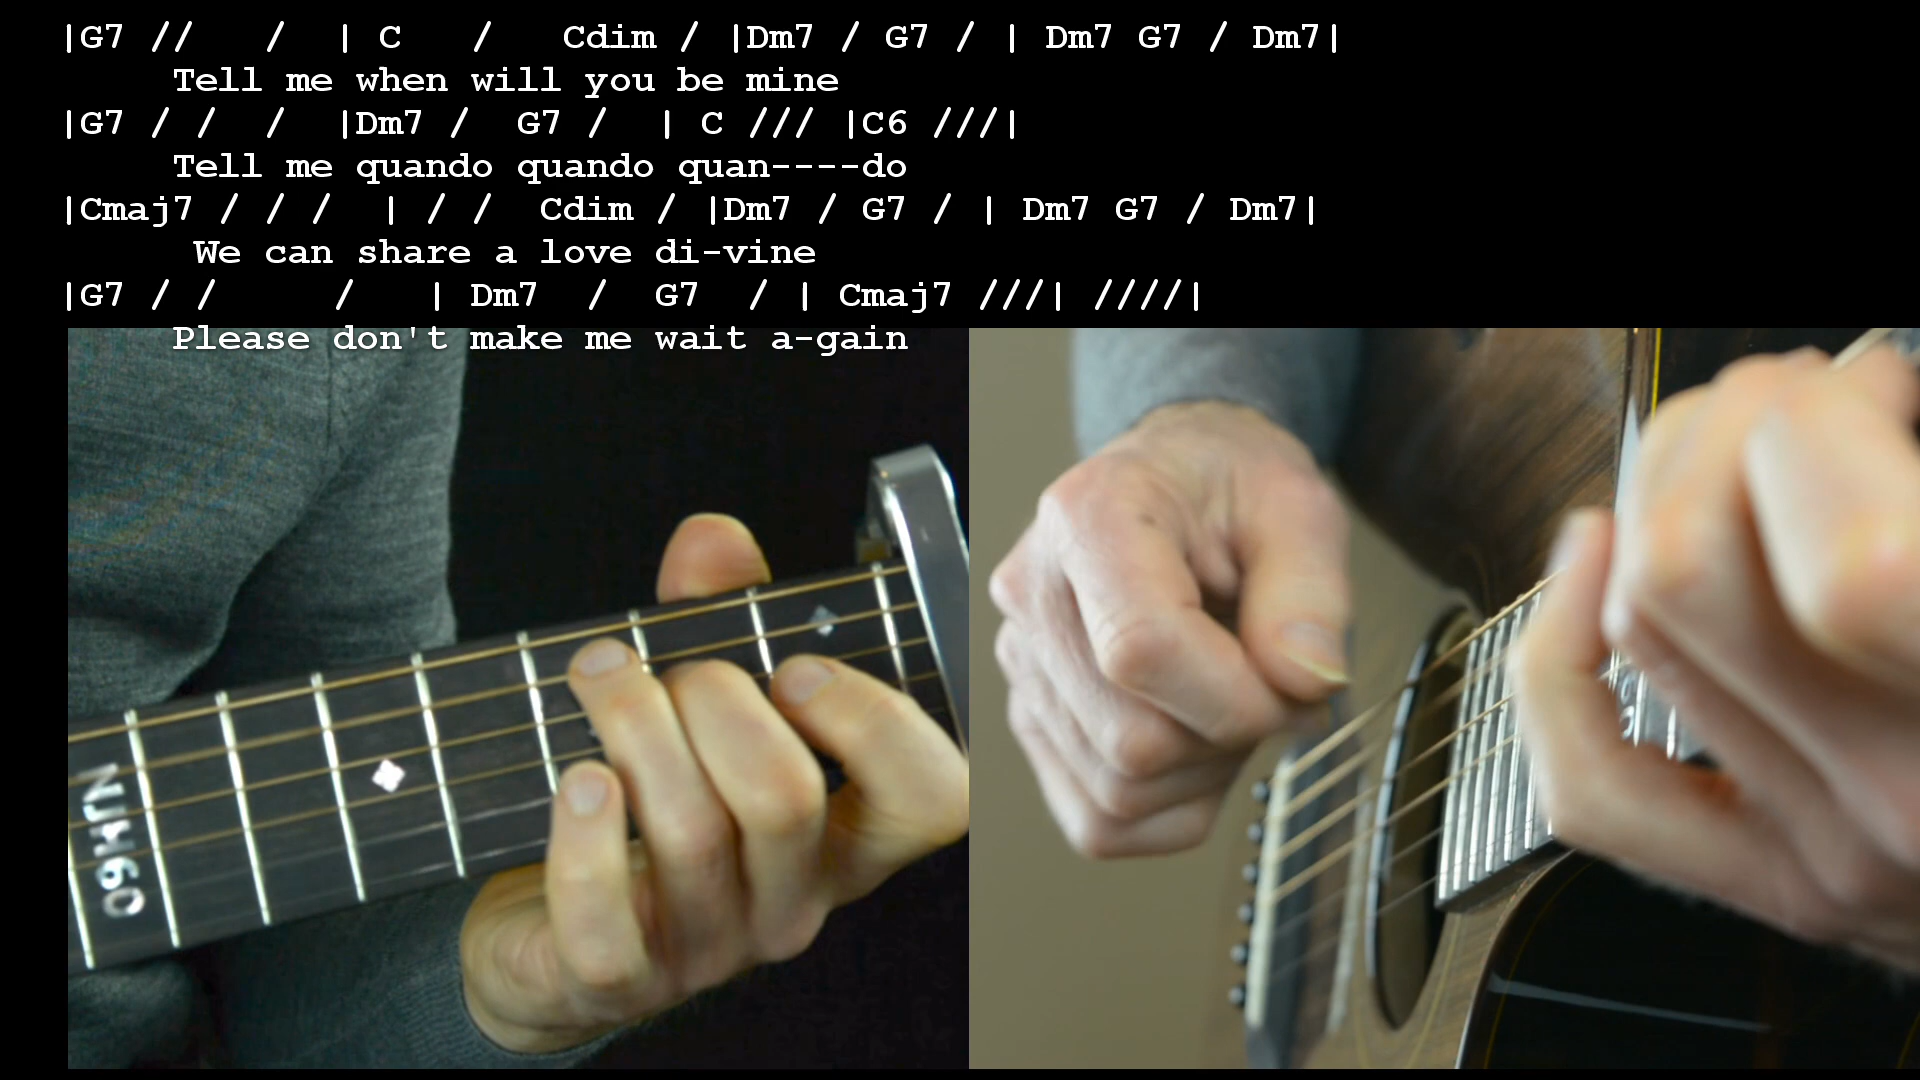 |G7 //   /  | C   /   Cdim / |Dm7 / G7 / | Dm7 G7 / Dm7|
Tell me when will you be mine
|G7 / /  /  |Dm7 /  G7 /  | C /// |C6 ///|
Tell me quando quando quan----do
|Cmaj7 / / /  | / /  Cdim / |Dm7 / G7 / | Dm7 G7 / Dm7|
We can share a love di-vine
|G7 / /     /   | Dm7  /  G7  / | Cmaj7 ///| ////|
Please don't make me wait a-gain